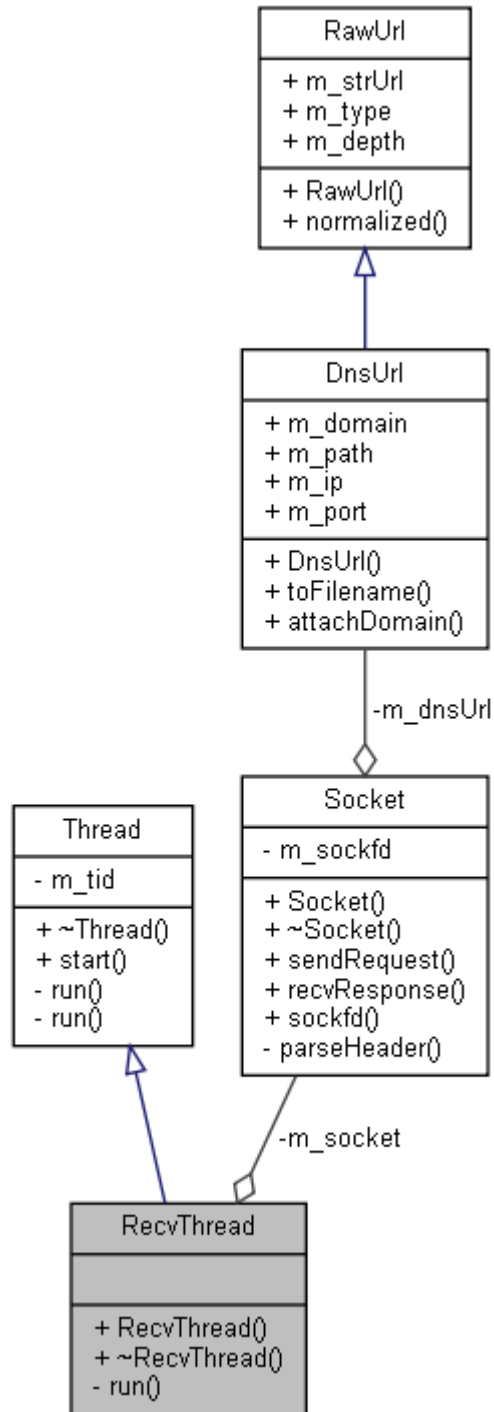 RawUrl
+ m_strUrl
+ m_type
+ m_depth
+ RawUrl()
+ normalized()
DnsUrl
+ m_domain
+ m_path
+ m_ip
+ m_port
+ DnsUrl()
+ toFilename()
+ attachDomain()
-m_dnsUrl
Socket
- m_sockfd
+ Socket()
+ ~Socket()
+ sendRequest()
+ recvResponse()
+ sockfd()
- parseHeader()
Thread
- m_tid
+ ~Thread()
+ start()
- run()
- run()
-m_socket
RecvThread
+ RecvThread()
+ ~RecvThread()
- run()